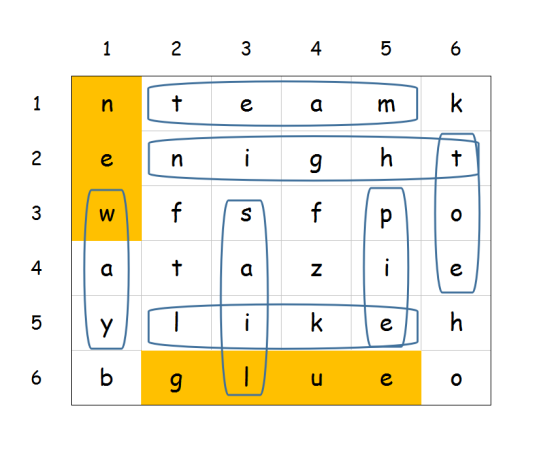 1 2 3 4 5 6
1 n t e a m k
2 e n i g h t
3 w f s f p o
4 a t a z i e
5 y l i k e h
6 b g l u e o